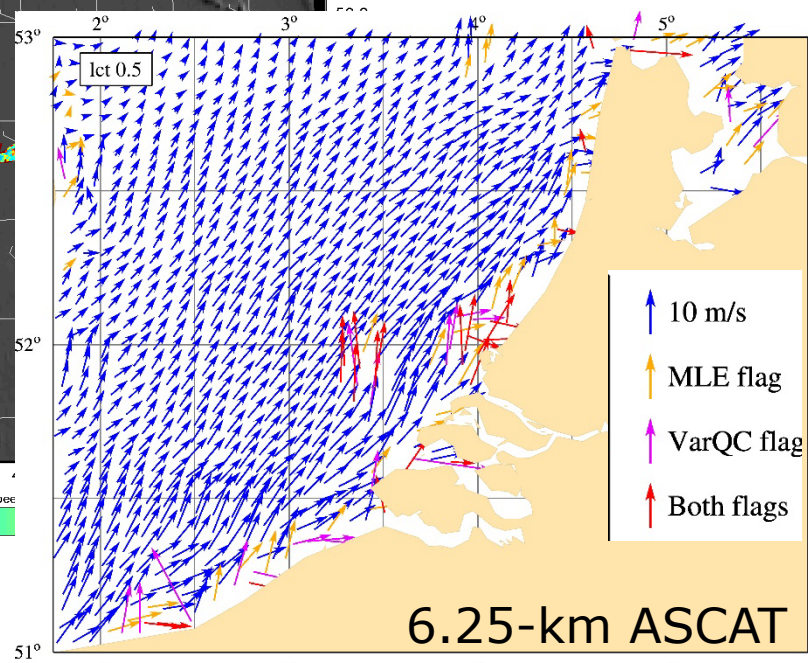 2° 3° 4° 5°
53°
lct 0.5
52°
10 m/s
MLE flag
VarQC flag
Both flags
6.25-km ASCAT
51°